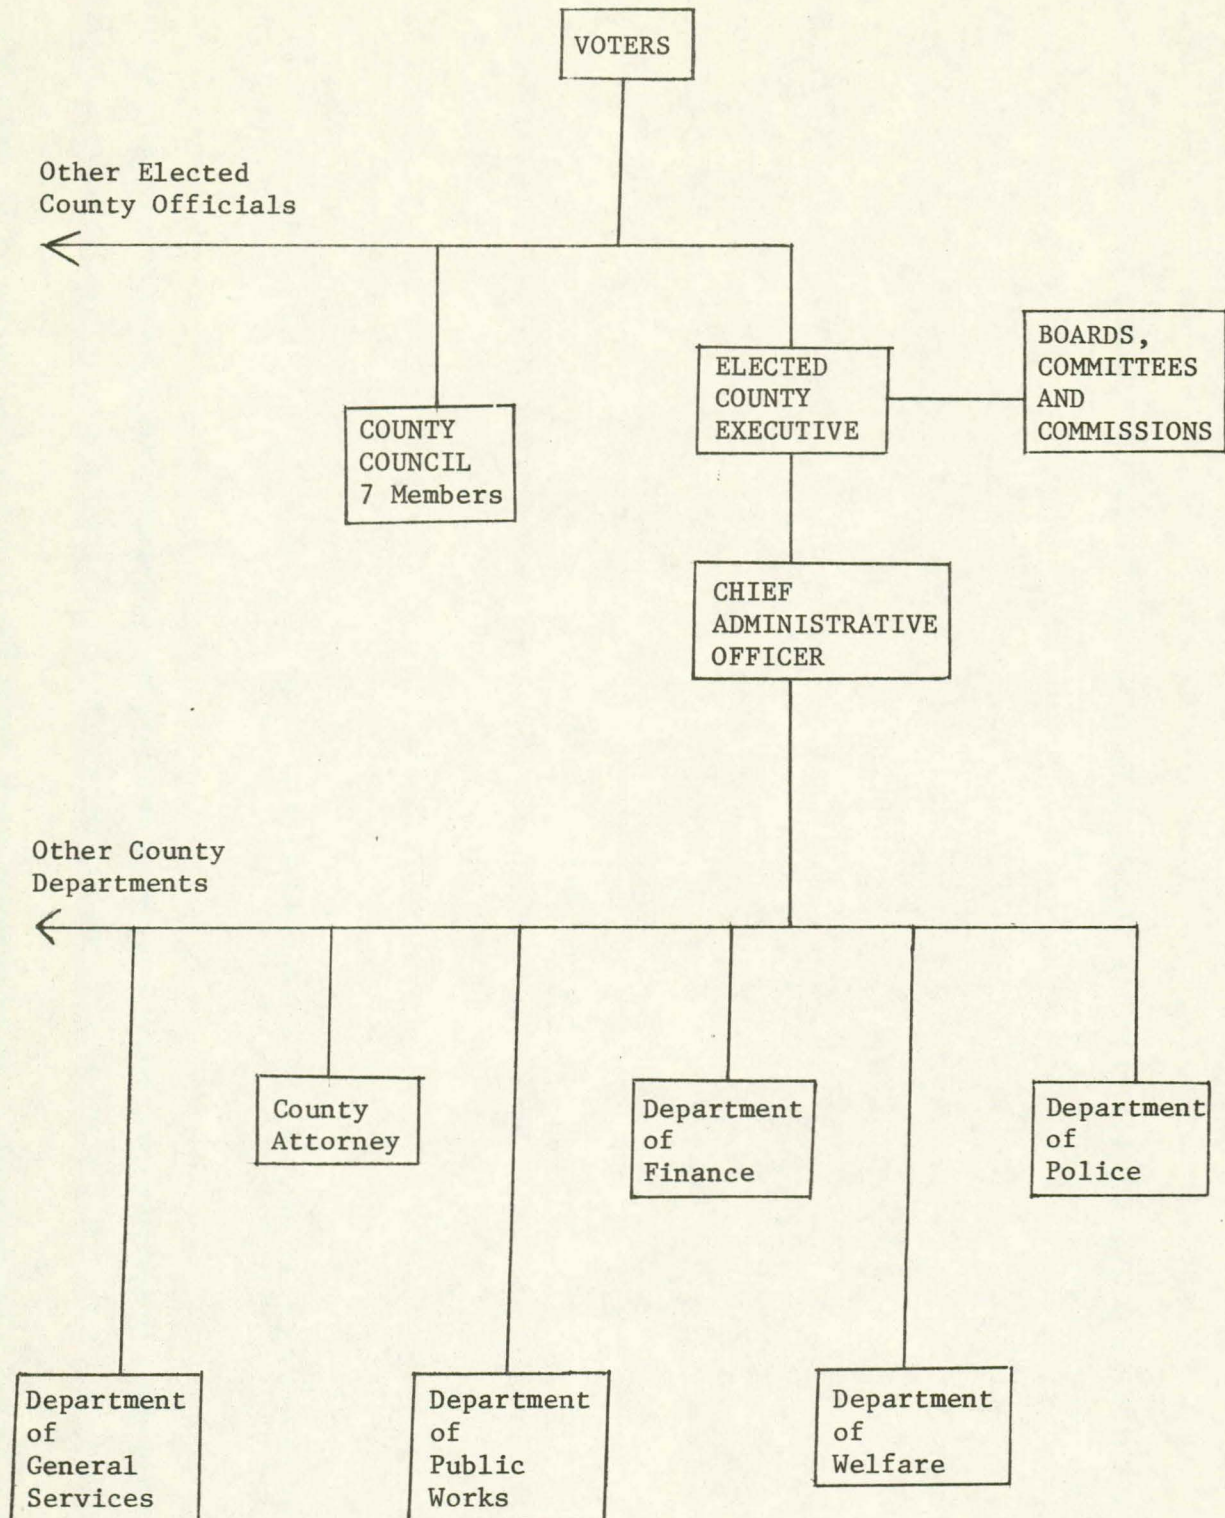 VOTERS
Other Elected
County Officials
BOARDS,
COMMITTEES
AND
COMMISSIONS
ELECTED
COUNTY
EXECUTIVE
COUNTY
COUNCIL
7 Members
CHIEF
ADMINISTRATIVE
OFFICER
Other County
Departments
County
Attorney
Department
of
Finance
Department
of
Police
Department
of
General
Services
Department
of
Public
Works
Department
of
Welfare